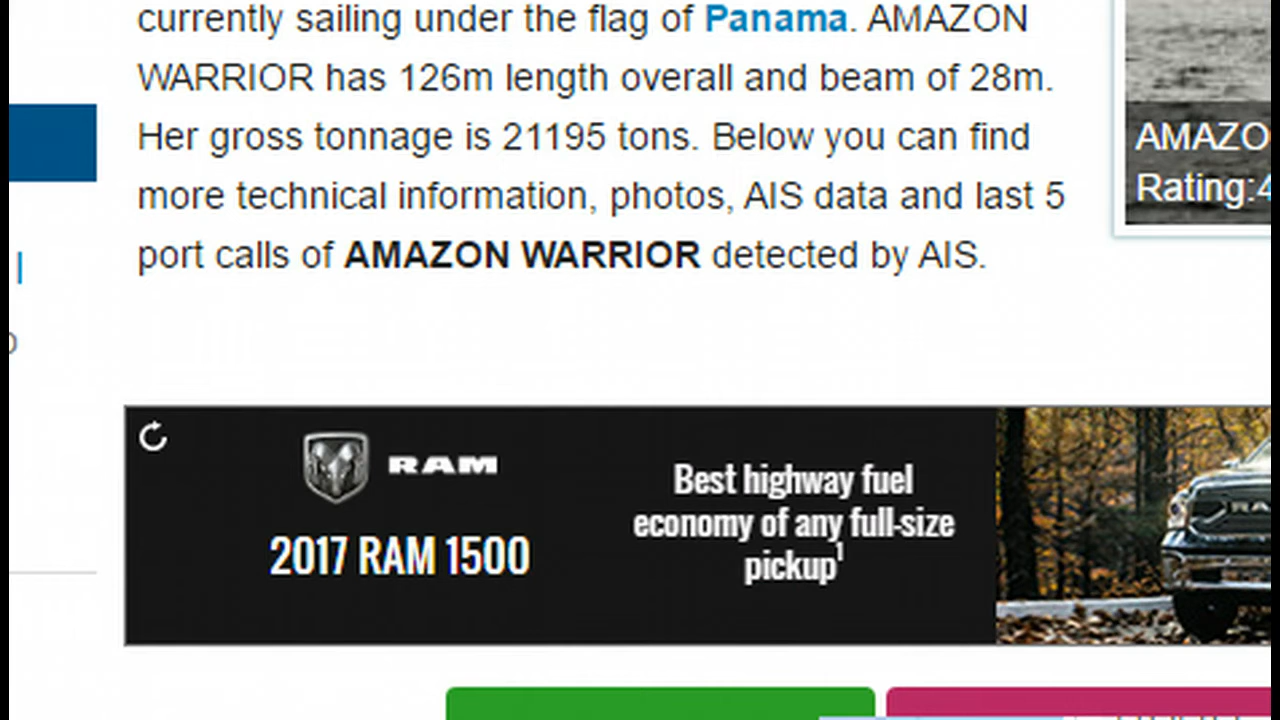 currently sailing under the flag of Panama. AMAZON
WARRIOR has 126m length overall and beam of 28m.
Her gross tonnage is 21195 tons. Below you can find
more technical information, photos, AIS data and last 5
port calls of AMAZON WARRIOR detected by AIS.
AMAZO
Rating:4
RAM
2017 RAM 1500
Best highway fuel
economy of any full-size
pickup1
RA